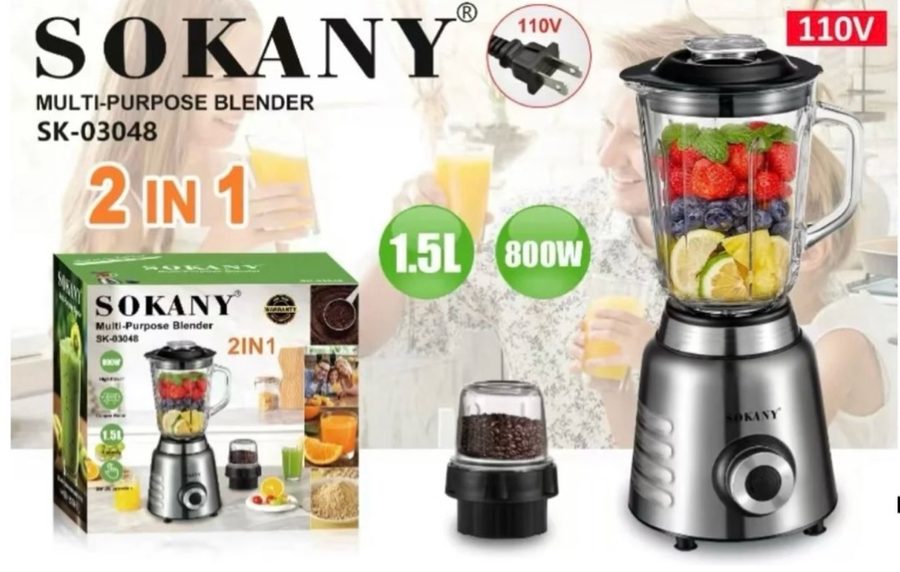 SOKANY®
MULTI-PURPOSE BLENDER
SK-03048
2 IN 1
110V
110V
1.5L
800W
SOKANY
SOKANY
SOKANY
Multi-Purpose Blender
SK-03048
WARRANTY
2IN1
800W
1.5L
SOKANY